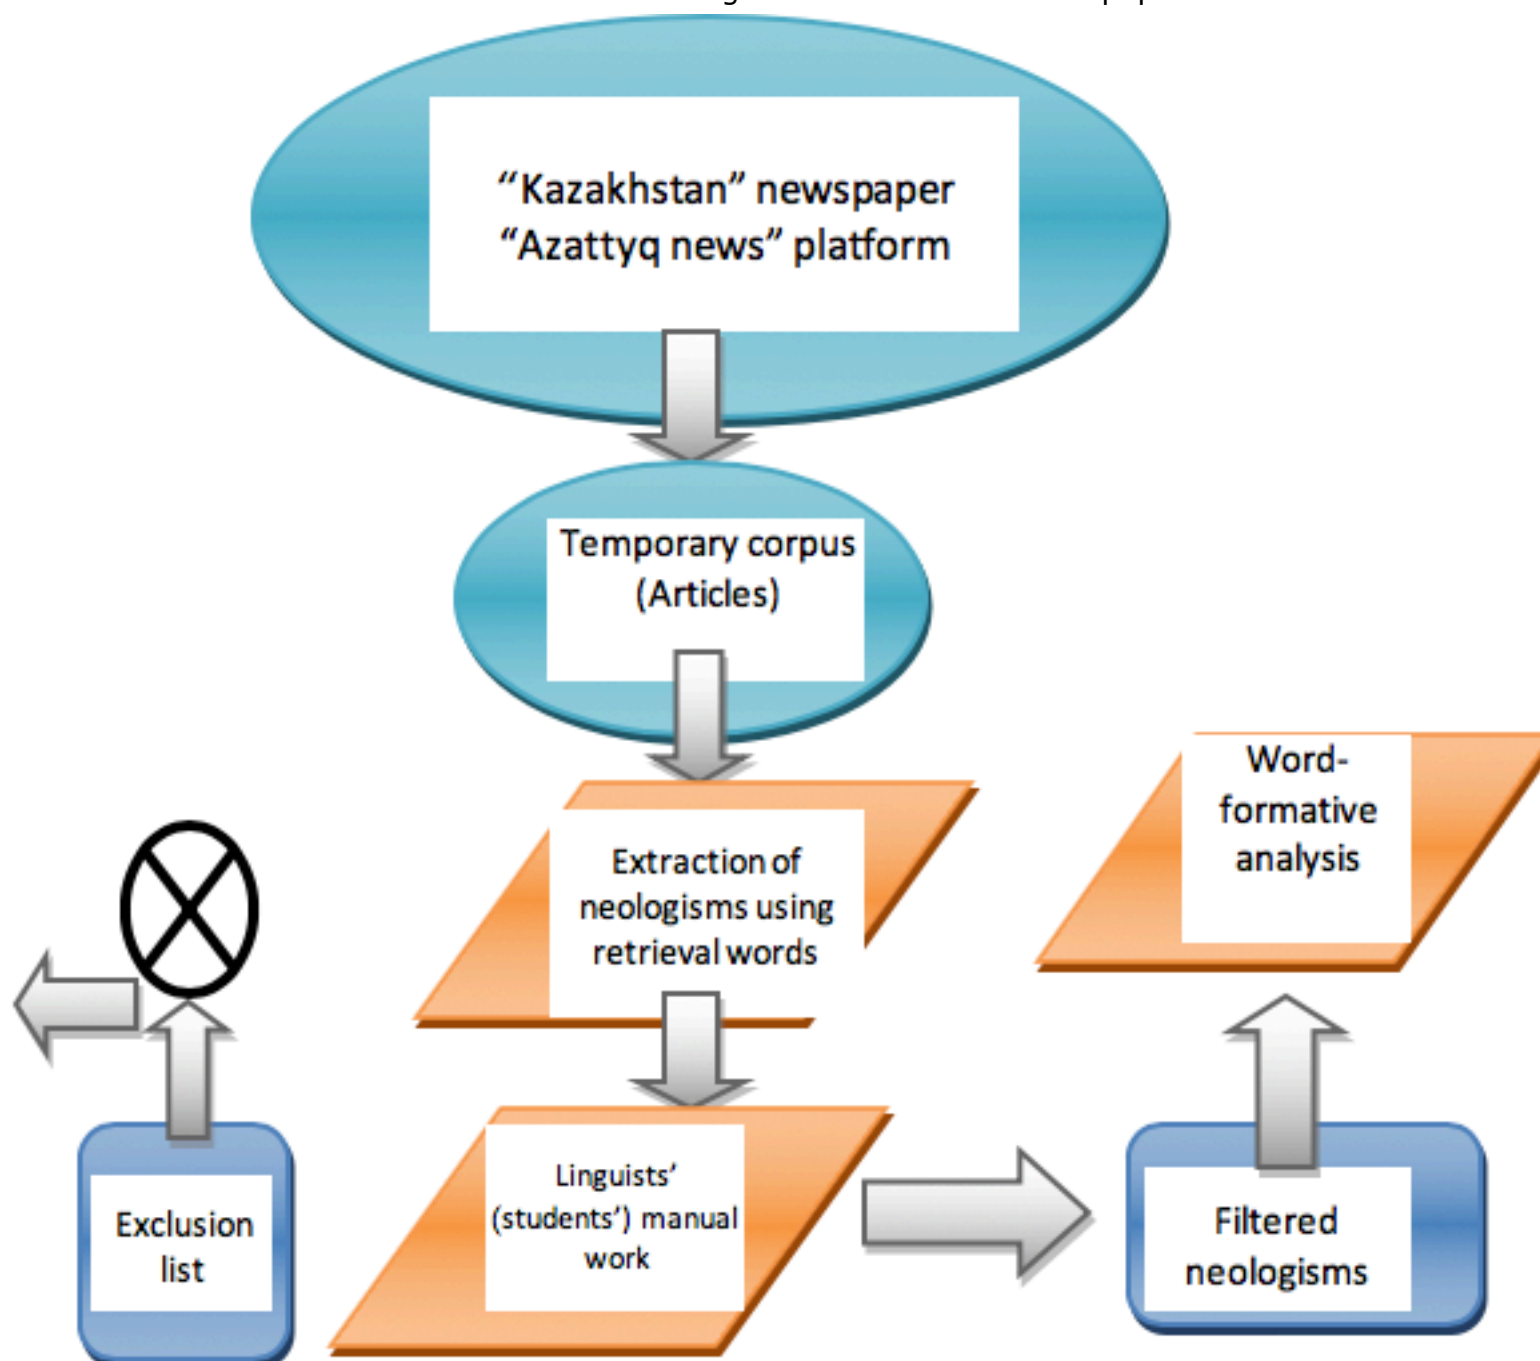 “Kazakhstan” newspaper
“Azattyq news” platform
Temporary corpus
(Articles)
Extraction of
neologisms using
retrieval words
Word-
formative
analysis
Linguists’
(students’) manual
work
Exclusion
list
Filtered
neologisms